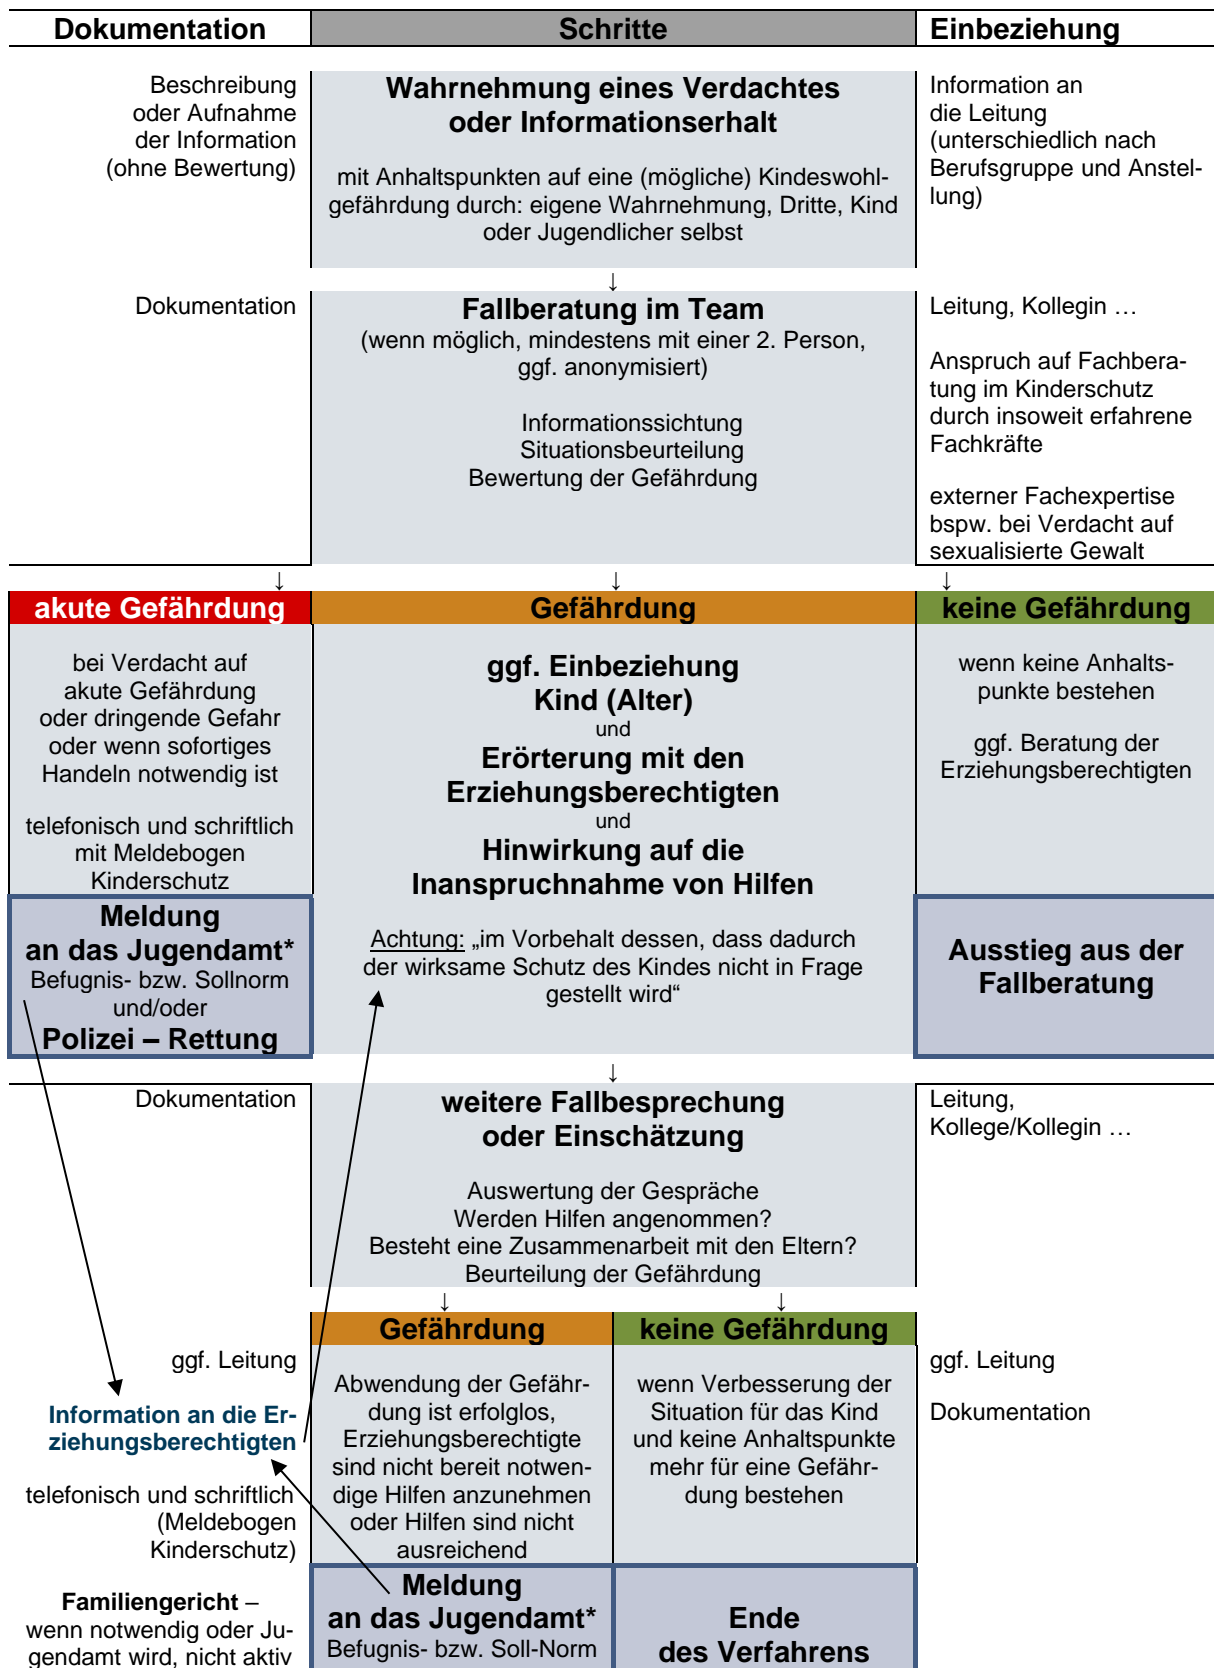 Dokumentation
Schritte
Einbeziehung
Beschreibung
oder Aufnahme
der Information
(ohne Bewertung)
Wahrnehmung eines Verdachtes
oder Informationserhalt
mit Anhaltspunkten auf eine (mögliche) Kindeswohl-
gefährdung durch: eigene Wahrnehmung, Dritte, Kind
oder Jugendlicher selbst
Information an
die Leitung
(unterschiedlich nach
Berufsgruppe und Anstel-
lung)
↓
Dokumentation
Fallberatung im Team
(wenn möglich, mindestens mit einer 2. Person,
ggf. anonymisiert)
Informationssichtung
Situationsbeurteilung
Bewertung der Gefährdung
Leitung, Kollegin …
Anspruch auf Fachbera-
tung im Kinderschutz
durch insoweit erfahrene
Fachkräfte
externer Fachexpertise
bspw. bei Verdacht auf
sexualisierte Gewalt
↓ ↓ ↓
akute Gefährdung
bei Verdacht auf
akute Gefährdung
oder dringende Gefahr
oder wenn sofortiges
Handeln notwendig ist
telefonisch und schriftlich
mit Meldebogen
Kinderschutz
Meldung
an das Jugendamt*
Befugnis- bzw. Sollnorm
und/oder
Polizei – Rettung
Gefährdung
ggf. Einbeziehung
Kind (Alter)
und
Erörterung mit den
Erziehungsberechtigten
und
Hinwirkung auf die
Inanspruchnahme von Hilfen
Achtung: „im Vorbehalt dessen, dass dadurch
der wirksame Schutz des Kindes nicht in Frage
gestellt wird“
keine Gefährdung
wenn keine Anhalts-
punkte bestehen
ggf. Beratung der
Erziehungsberechtigten
Ausstieg aus der
Fallberatung
↓
Dokumentation
weitere Fallbesprechung
oder Einschätzung
Auswertung der Gespräche
Werden Hilfen angenommen?
Besteht eine Zusammenarbeit mit den Eltern?
Beurteilung der Gefährdung
Leitung,
Kollege/Kollegin …
↓ ↓
ggf. Leitung
Information an die Er-
ziehungsberechtigten
telefonisch und schriftlich
(Meldebogen
Kinderschutz)
Familiengericht –
wenn notwendig oder Ju-
gendamt wird, nicht aktiv
Gefährdung
Abwendung der Gefähr-
dung ist erfolglos,
Erziehungsberechtigte
sind nicht bereit notwen-
dige Hilfen anzunehmen
oder Hilfen sind nicht
ausreichend
Meldung
an das Jugendamt*
Befugnis- bzw. Soll-Norm
keine Gefährdung
wenn Verbesserung der
Situation für das Kind
und keine Anhaltspunkte
mehr für eine Gefähr-
dung bestehen
Ende
des Verfahrens
ggf. Leitung
Dokumentation